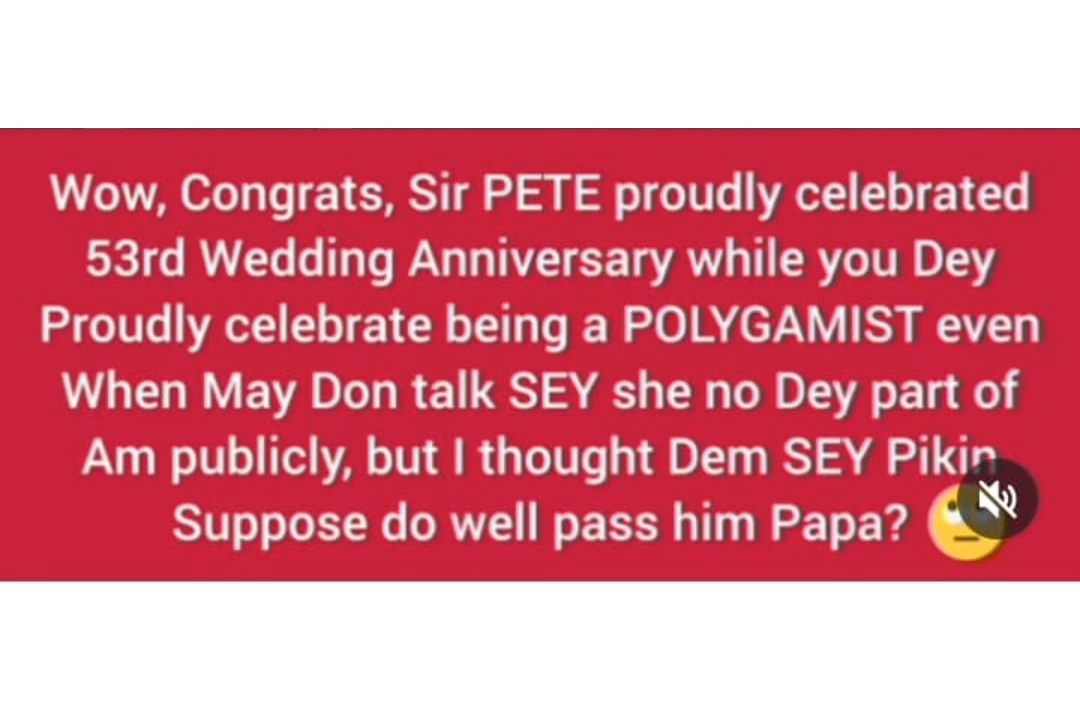 Wow, Congrats, Sir PETE proudly celebrated
53rd Wedding Anniversary while you Dey
Proudly celebrate being a POLYGAMIST even
When May Don talk SEY she no Dey part of
Am publicly, but I thought Dem SEY Pikin
Suppose do well pass him Papa? 🙄